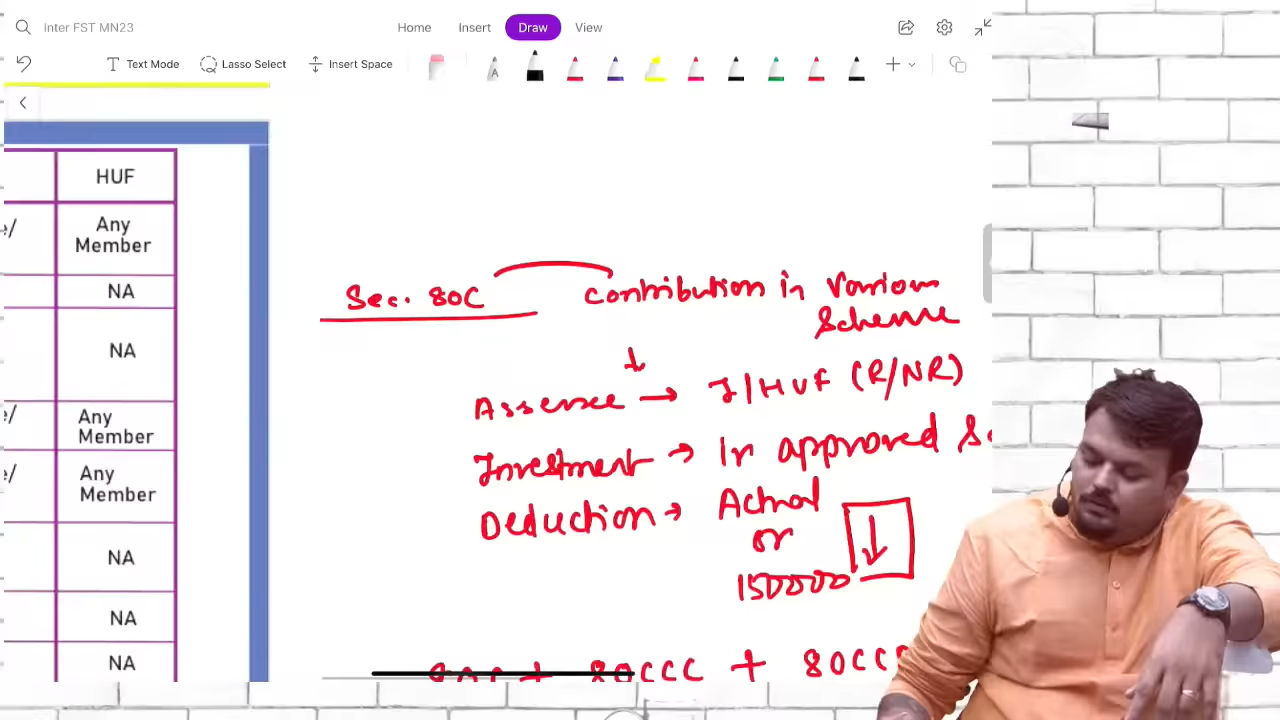 Inter FST MN23
Home Insert Draw View
Text Mode Lasso Select Insert Space
HUF
e/ Any
Member
NA
NA
e/ Any
Member
e/ Any
Member
NA
NA
NA
Sec. 80C Contribution in various
Scheme
Assessee → I/HUF (R/NR)
Investment → In approved
Deduction → Actual
or
150000
80C + 80CCC + 80CCD